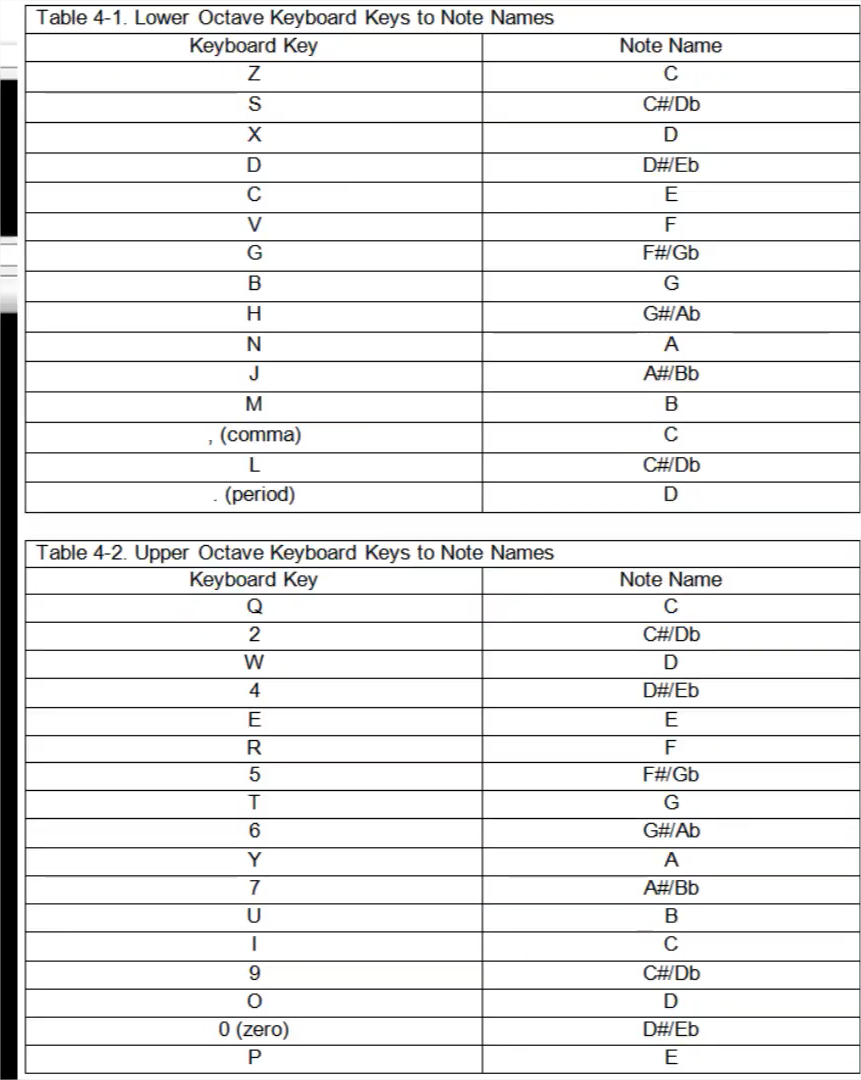 Table 4-1. Lower Octave Keyboard Keys to Note Names
Keyboard Key Note Name
Z C
S C#/Db
X D
D D#/Eb
C E
V F
G F#/Gb
B G
H G#/Ab
N A
J A#/Bb
M B
, (comma) C
L C#/Db
. (period) D
Table 4-2. Upper Octave Keyboard Keys to Note Names
Keyboard Key Note Name
Q C
2 C#/Db
W D
4 D#/Eb
E E
R F
5 F#/Gb
T G
6 G#/Ab
Y A
7 A#/Bb
U B
I C
9 C#/Db
O D
0 (zero) D#/Eb
P E